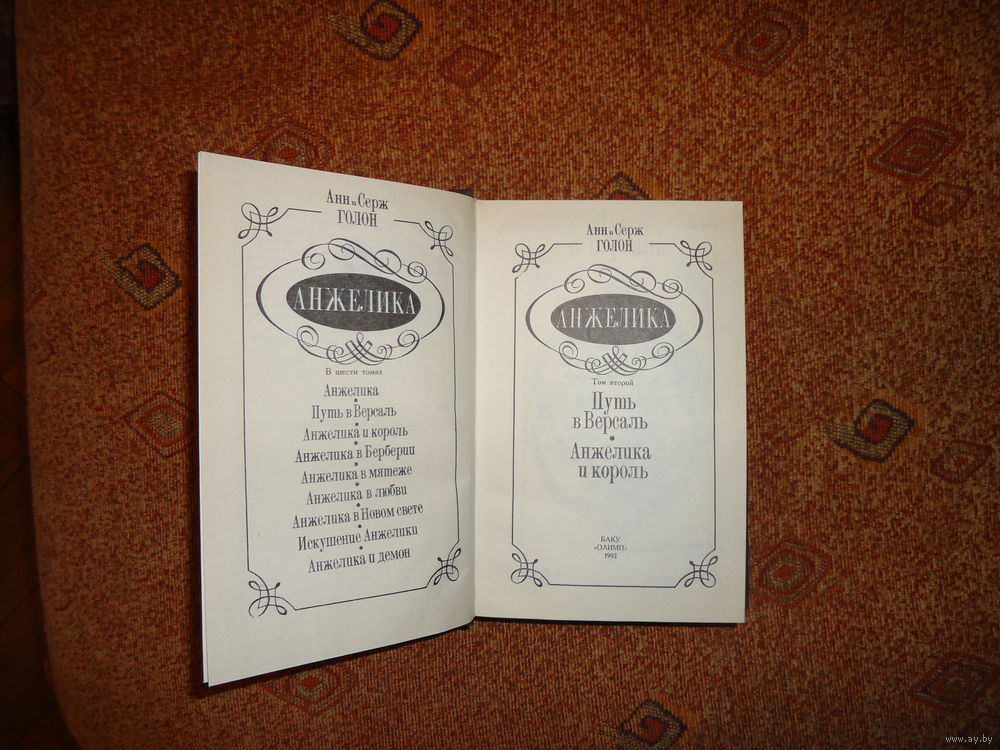 Анн и Серж
ГОЛОН
АНЖЕЛИКА
В шести томах
Анжелика
•
Путь в Версаль
•
Анжелика и король
•
Анжелика в Берберии
•
Анжелика в мятеже
•
Анжелика в любви
•
Анжелика в Новом свете
•
Искушение Анжелики
•
Анжелика и демон
Анн и Серж
ГОЛОН
АНЖЕЛИКА
Том второй
Путь
в Версаль
•
Анжелика
и король
БАКУ
«ОЛИМП»
1992
www.ay.by